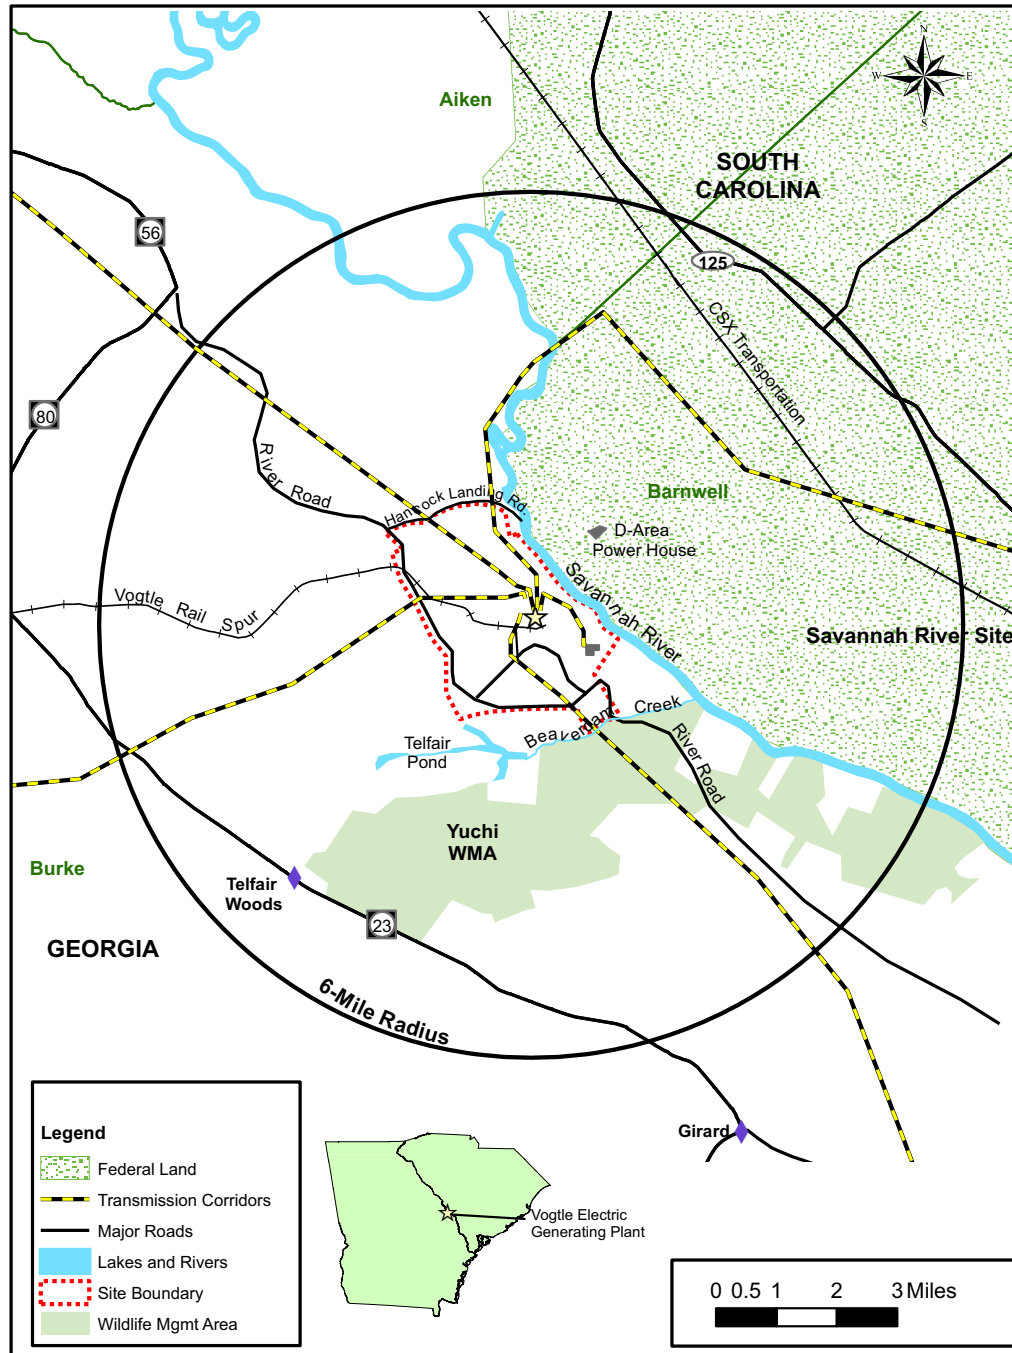 N
W
E
S
Aiken
SOUTH
CAROLINA
56
125
CSX Transportation
80
River Road
Hancock Landing Rd.
Barnwell
D-Area
Power House
Vogtle Rail Spur
Savannah River
Savannah River Site
Beaverdam Creek
Telfair
Pond
River Road
Yuchi
WMA
Burke
Telfair
Woods
23
GEORGIA
6-Mile Radius
Girard
Legend
Federal Land
Transmission Corridors
Major Roads
Lakes and Rivers
Site Boundary
Wildlife Mgmt Area
Vogtle Electric
Generating Plant
0 0.5 1 2 3 Miles